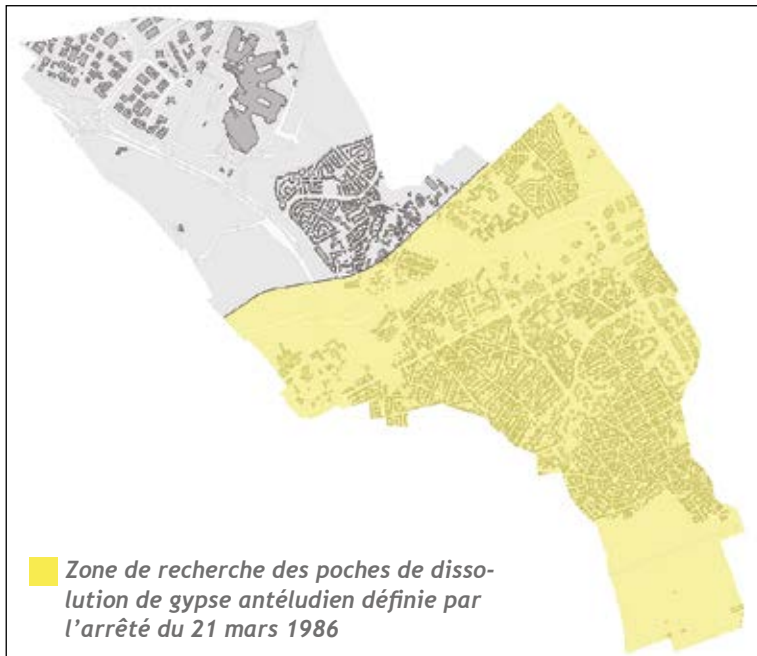 Zone de recherche des poches de disso-
lution de gypse antéludien définie par
l'arrêté du 21 mars 1986